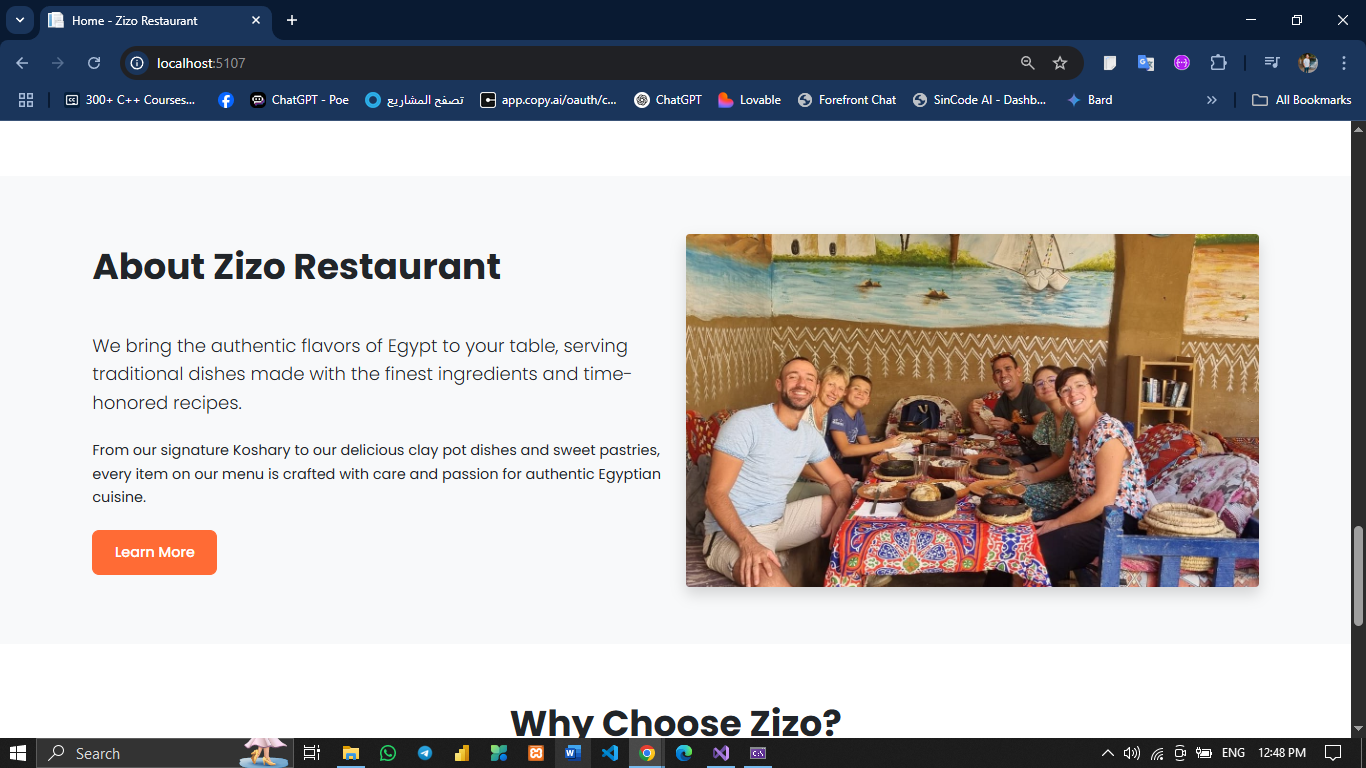 Home - Zizo Restaurant
localhost:5107
300+ C++ Courses...
ChatGPT - Poe
تصفح المشاريع
app.copy.ai/oauth/c...
ChatGPT
Lovable
Forefront Chat
SinCode AI - Dashb...
Bard
All Bookmarks
About Zizo Restaurant
We bring the authentic flavors of Egypt to your table, serving
traditional dishes made with the finest ingredients and time-
honored recipes.
From our signature Koshary to our delicious clay pot dishes and sweet pastries,
every item on our menu is crafted with care and passion for authentic Egyptian
cuisine.
Learn More
Why Choose Zizo?
Search
ENG
12:48 PM